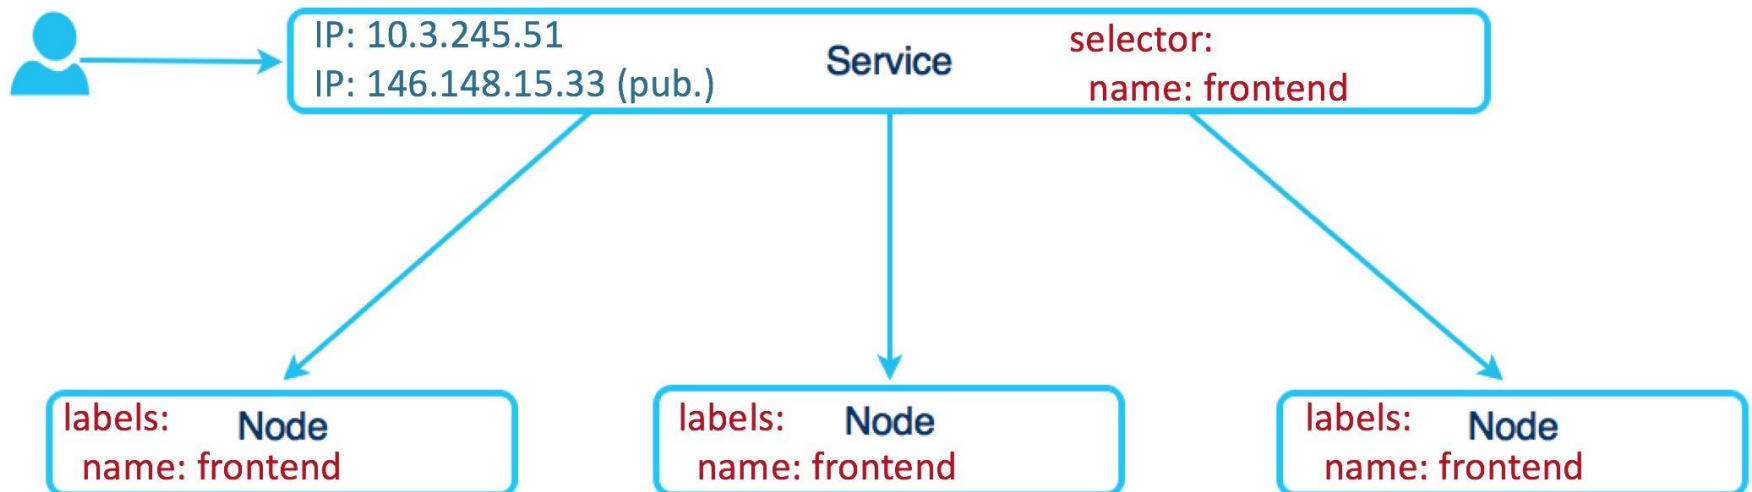 IP: 10.3.245.51
IP: 146.148.15.33 (pub.)
Service
selector:
name: frontend
labels:
Node
name: frontend
labels:
Node
name: frontend
labels:
Node
name: frontend